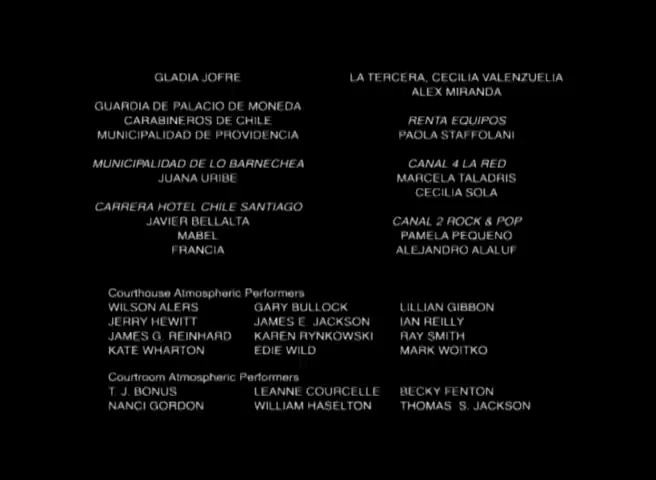 GLADIA JOFRE
GUARDIA DE PALACIO DE MONEDA
CARABINEROS DE CHILE
MUNICIPALIDAD DE PROVIDENCIA
MUNICIPALIDAD DE LO BARNECHEA
JUANA URIBE
CARRERA HOTEL CHILE SANTIAGO
JAVIER BELLALTA
MABEL
FRANCIA
LA TERCERA, CECILIA VALENZUELIA
ALEX MIRANDA
RENTA EQUIPOS
PAOLA STAFFOLANI
CANAL 4 LA RED
MARCELA TALADRIS
CECILIA SOLA
CANAL 2 ROCK & POP
PAMELA PEQUENO
ALEJANDRO ALALUF
Courthouse Atmospheric Performers
WILSON ALERS GARY BULLOCK LILLIAN GIBBON
JERRY HEWITT JAMES E. JACKSON IAN REILLY
JAMES G. REINHARD KAREN RYNKOWSKI RAY SMITH
KATE WHARTON EDIE WILD MARK WOITKO
Courtroom Atmospheric Performers
T. J. BONUS LEANNE COURCELLE BECKY FENTON
NANCI GORDON WILLIAM HASELTON THOMAS S. JACKSON